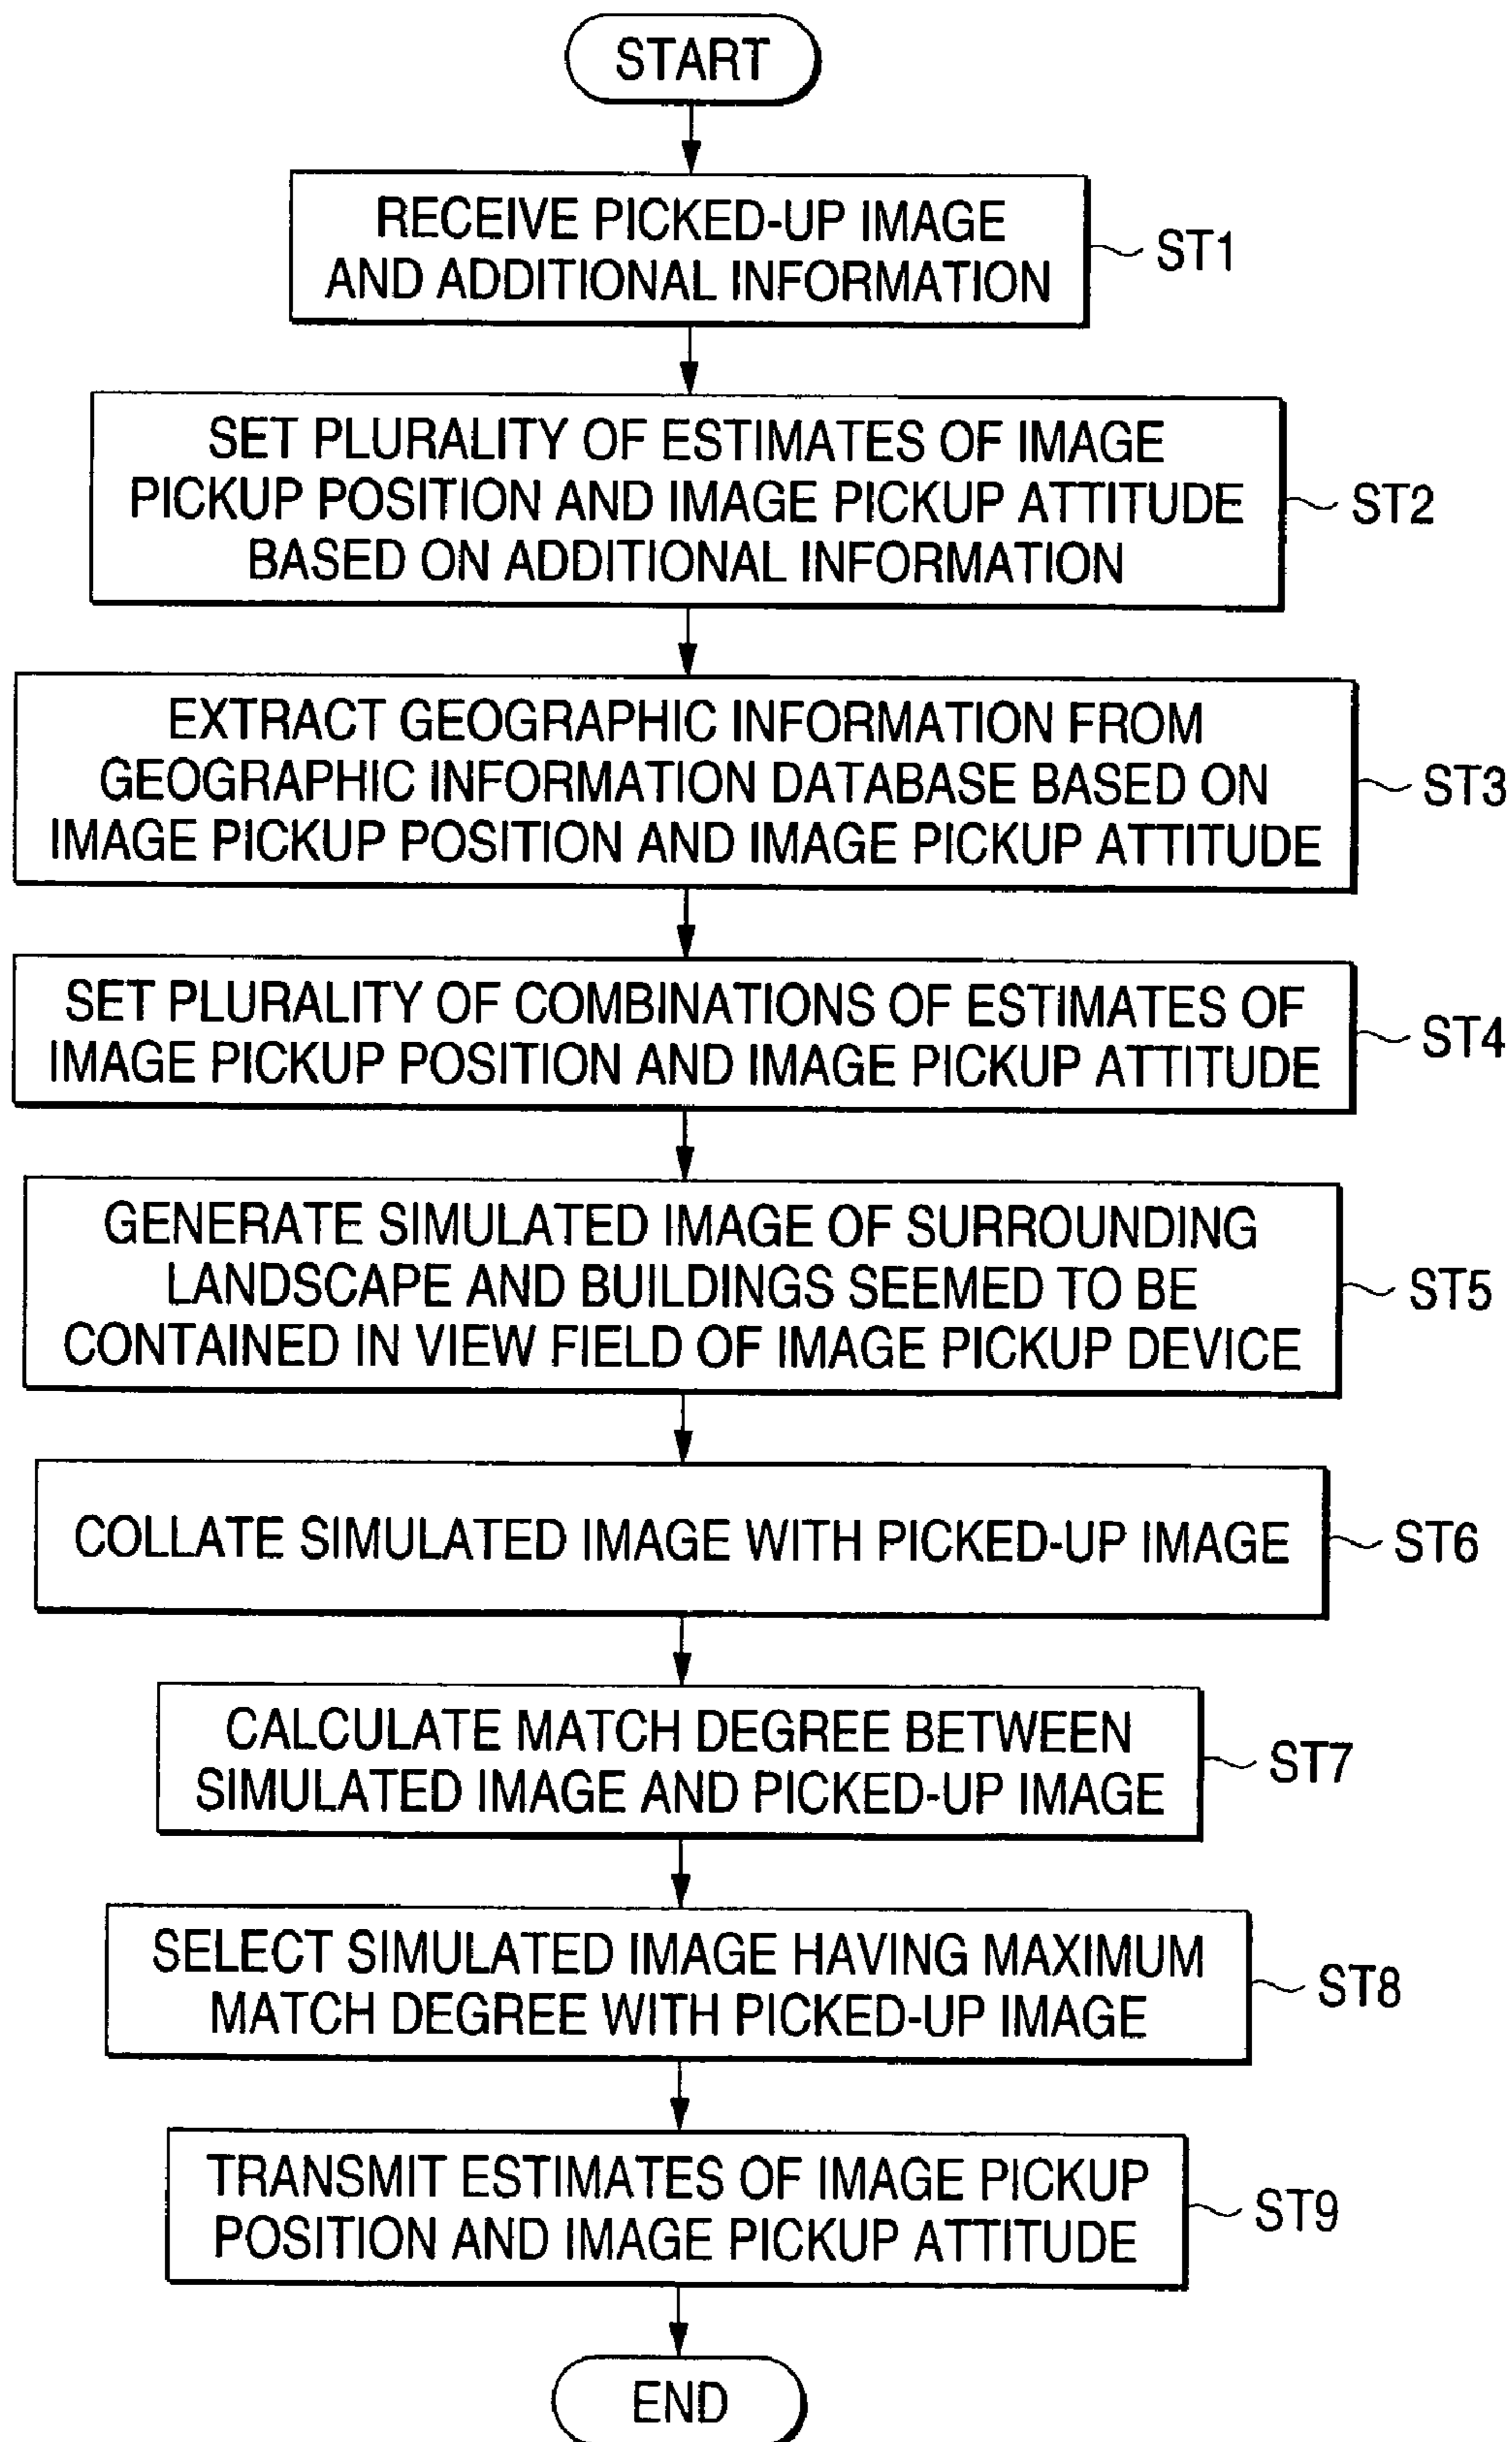 START
RECEIVE PICKED-UP IMAGE
AND ADDITIONAL INFORMATION
ST1
SET PLURALITY OF ESTIMATES OF IMAGE
PICKUP POSITION AND IMAGE PICKUP ATTITUDE
BASED ON ADDITIONAL INFORMATION
ST2
EXTRACT GEOGRAPHIC INFORMATION FROM
GEOGRAPHIC INFORMATION DATABASE BASED ON
IMAGE PICKUP POSITION AND IMAGE PICKUP ATTITUDE
ST3
SET PLURALITY OF COMBINATIONS OF ESTIMATES OF
IMAGE PICKUP POSITION AND IMAGE PICKUP ATTITUDE
ST4
GENERATE SIMULATED IMAGE OF SURROUNDING
LANDSCAPE AND BUILDINGS SEEMED TO BE
CONTAINED IN VIEW FIELD OF IMAGE PICKUP DEVICE
ST5
COLLATE SIMULATED IMAGE WITH PICKED-UP IMAGE
ST6
CALCULATE MATCH DEGREE BETWEEN
SIMULATED IMAGE AND PICKED-UP IMAGE
ST7
SELECT SIMULATED IMAGE HAVING MAXIMUM
MATCH DEGREE WITH PICKED-UP IMAGE
ST8
TRANSMIT ESTIMATES OF IMAGE PICKUP
POSITION AND IMAGE PICKUP ATTITUDE
ST9
END